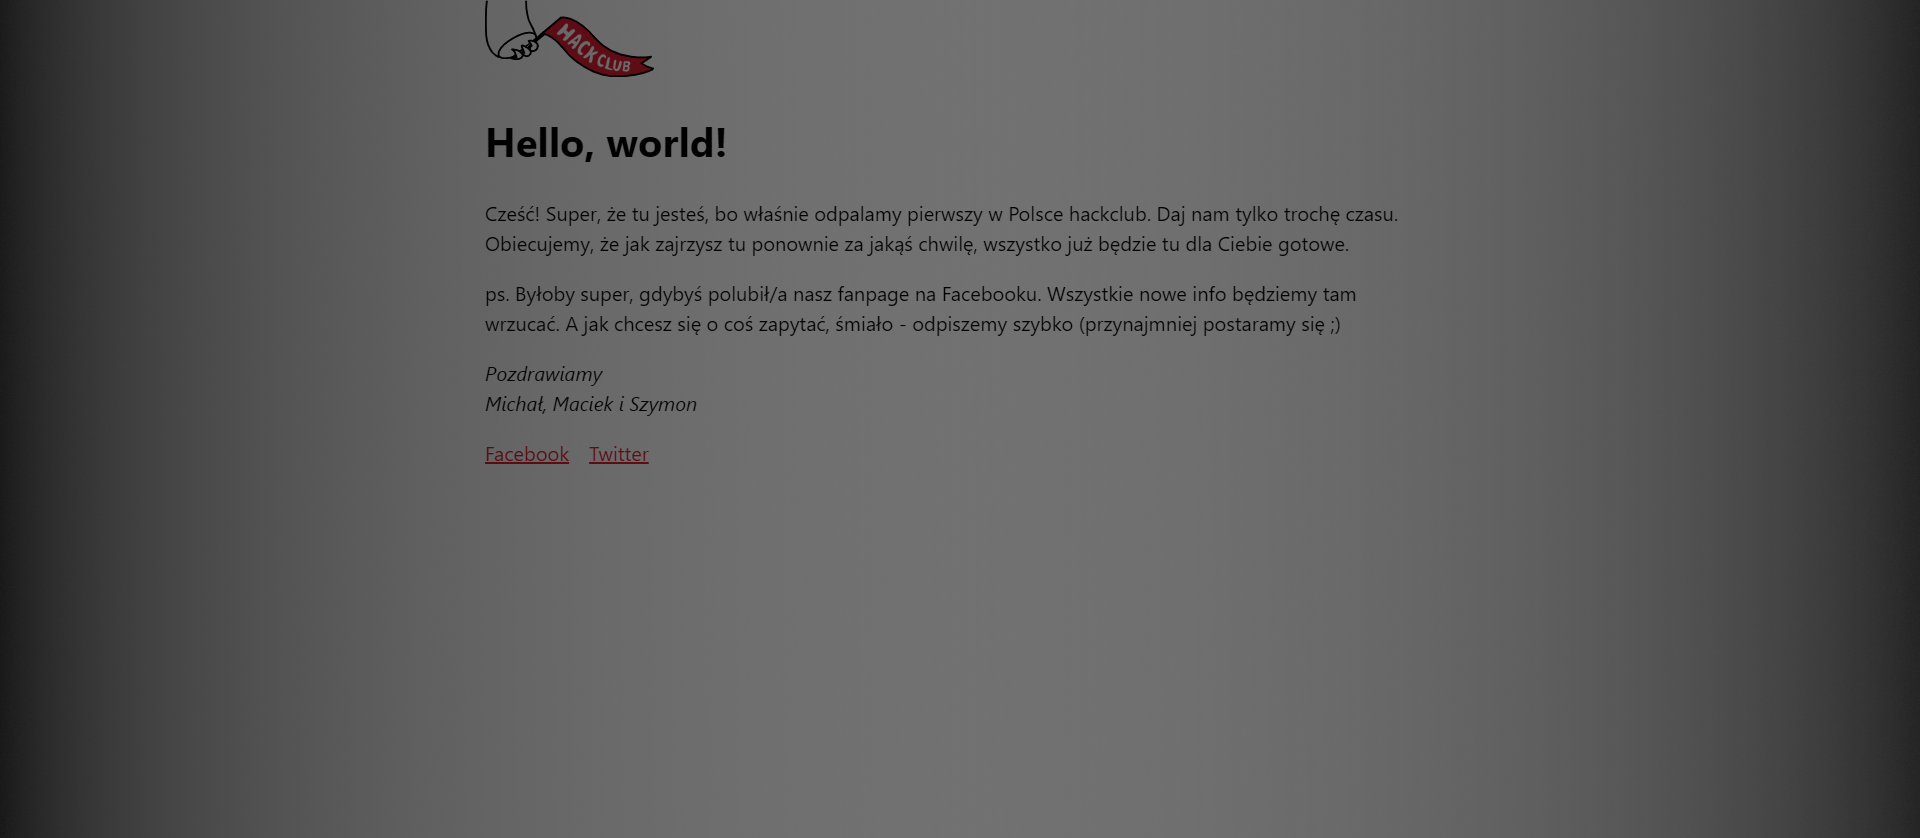 HACK CLUB
Hello, world!
Cześć! Super, że tu jesteś, bo właśnie odpalamy pierwszy w Polsce hackclub. Daj nam tylko trochę czasu.
Obiecujemy, że jak zajrzysz tu ponownie za jakąś chwilę, wszystko już będzie tu dla Ciebie gotowe.
ps. Byłoby super, gdybyś polubił/a nasz fanpage na Facebooku. Wszystkie nowe info będziemy tam
wrzucać. A jak chcesz się o coś zapytać, śmiało - odpiszemy szybko (przynajmniej postaramy się ;)
Pozdrawiamy
Michał, Maciek i Szymon
Facebook Twitter